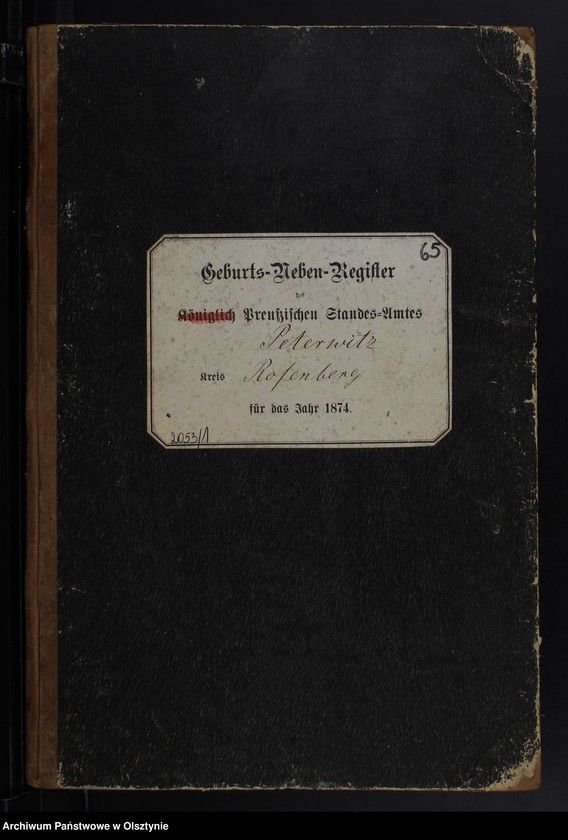 65
Geburts-Neben-Register
des
Königlich Preußischen Standes-Amtes
Peterwitz
Kreis Rosenberg
für das Jahr 1874.
2053/1
Archiwum Państwowe w Olsztynie